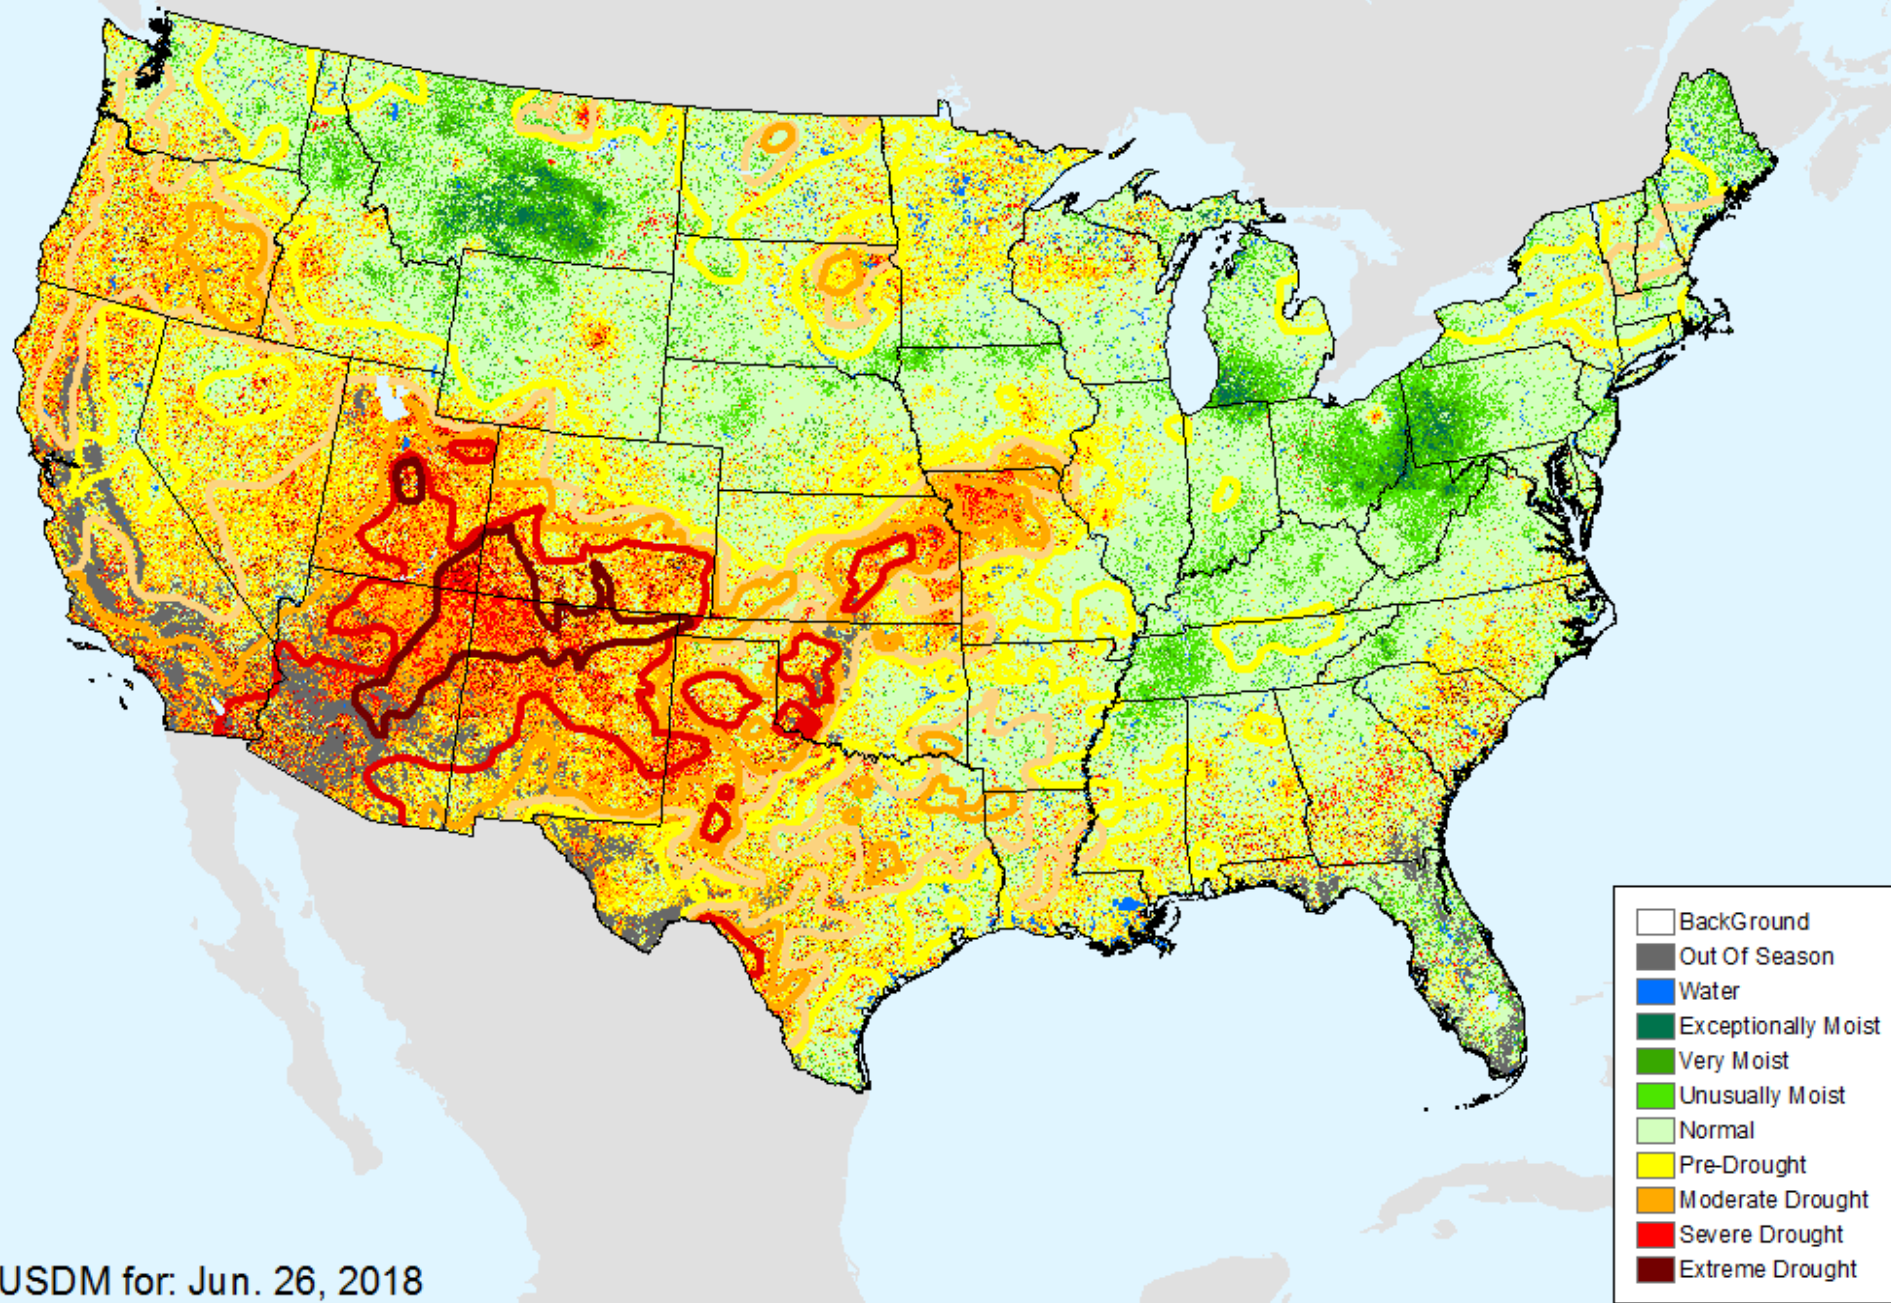 BackGround
Out Of Season
Water
Exceptionally Moist
Very Moist
Unusually Moist
Normal
Pre-Drought
Moderate Drought
Severe Drought
Extreme Drought
USDM for: Jun. 26, 2018